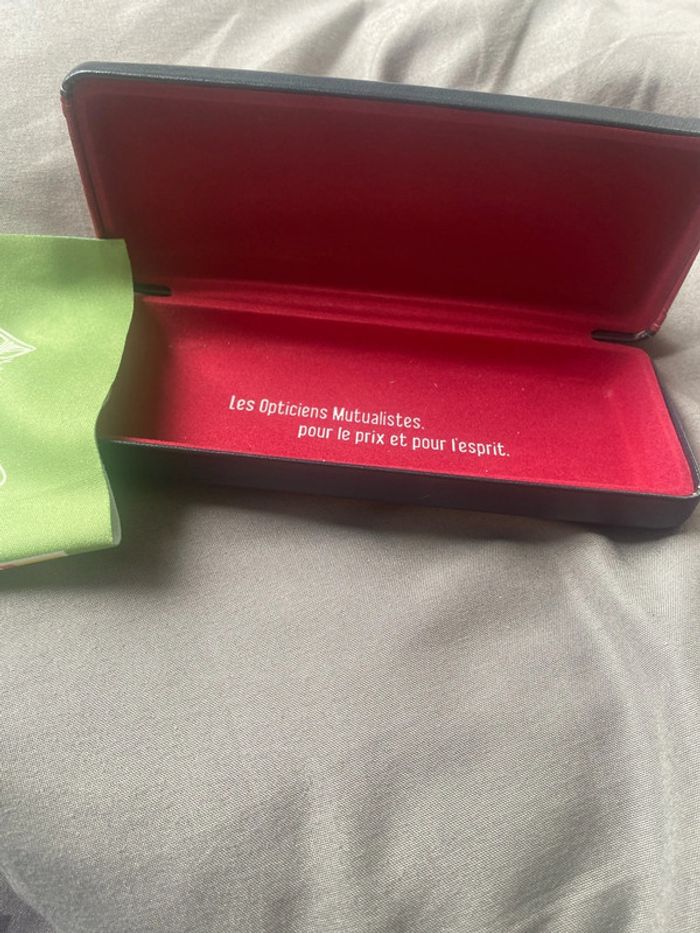 Les Opticiens Mutualistes.
pour le prix et pour l'esprit.